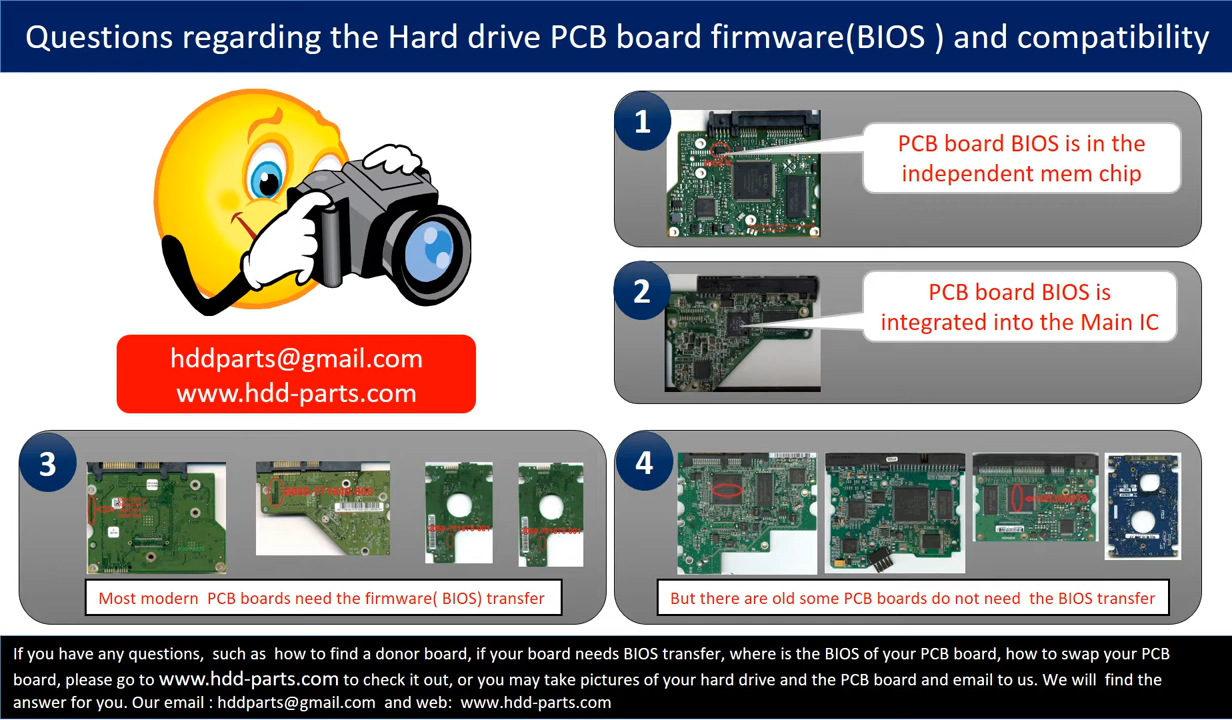 Questions regarding the Hard drive PCB board firmware(BIOS ) and compatibility
hddparts@gmail.com
www.hdd-parts.com
1
PCB board BIOS is in the
independent mem chip
2
PCB board BIOS is
integrated into the Main IC
3
Most modern PCB boards need the firmware( BIOS) transfer
4
But there are old some PCB boards do not need the BIOS transfer
If you have any questions, such as how to find a donor board, if your board needs BIOS transfer, where is the BIOS of your PCB board, how to swap your PCB
board, please go to www.hdd-parts.com to check it out, or you may take pictures of your hard drive and the PCB board and email to us. We will find the
answer for you. Our email : hddparts@gmail.com and web: www.hdd-parts.com